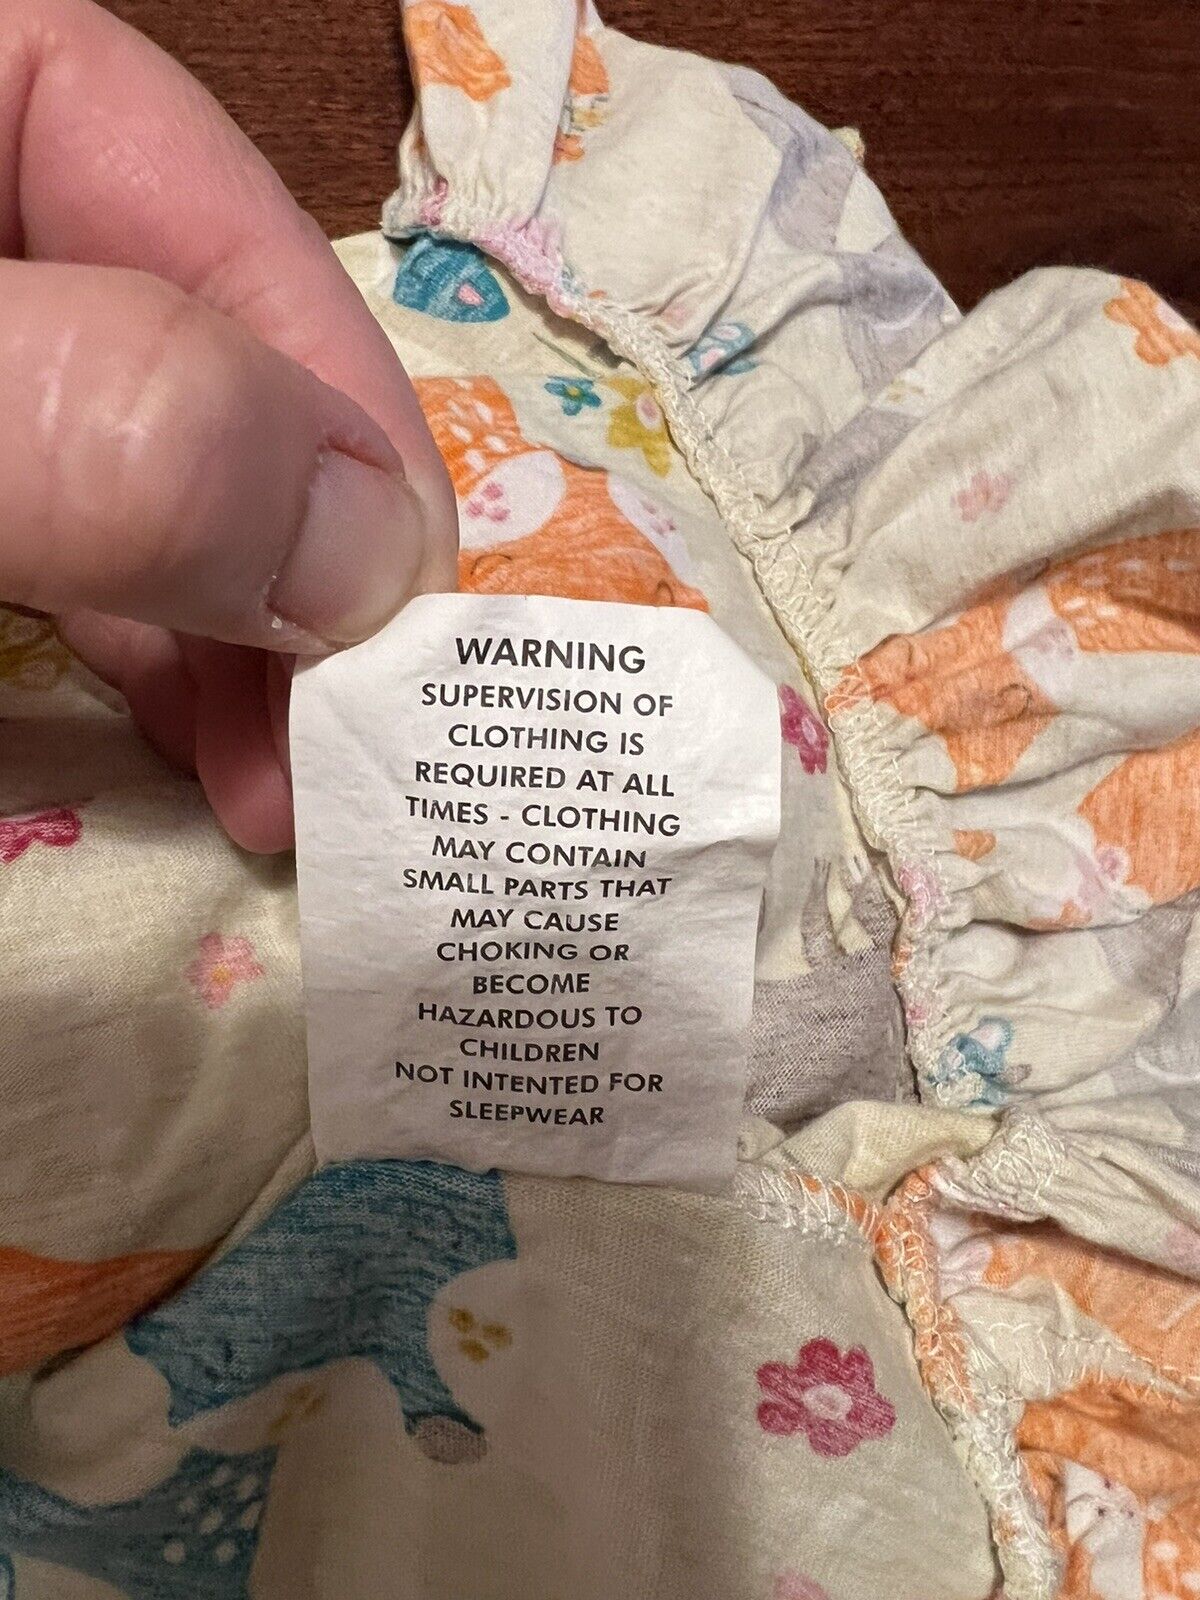 WARNING
SUPERVISION OF
CLOTHING IS
REQUIRED AT ALL
TIMES - CLOTHING
MAY CONTAIN
SMALL PARTS THAT
MAY CAUSE
CHOKING OR
BECOME
HAZARDOUS TO
CHILDREN
NOT INTENTED FOR
SLEEPWEAR